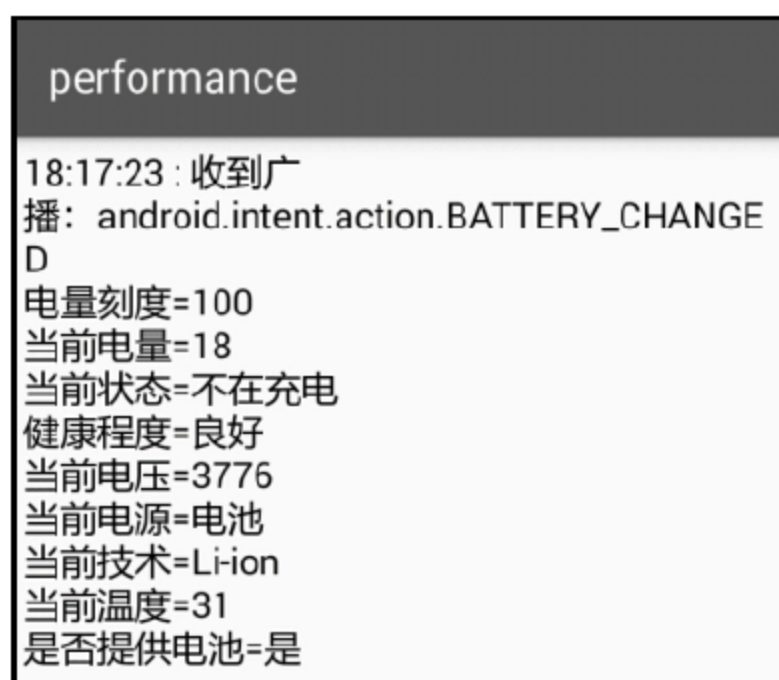 performance
18:17:23 : 收到广
播：android.intent.action.BATTERY_CHANGE
D
电量刻度=100
当前电量=18
当前状态=不在充电
健康程度=良好
当前电压=3776
当前电源=电池
当前技术=Li-ion
当前温度=31
是否提供电池=是